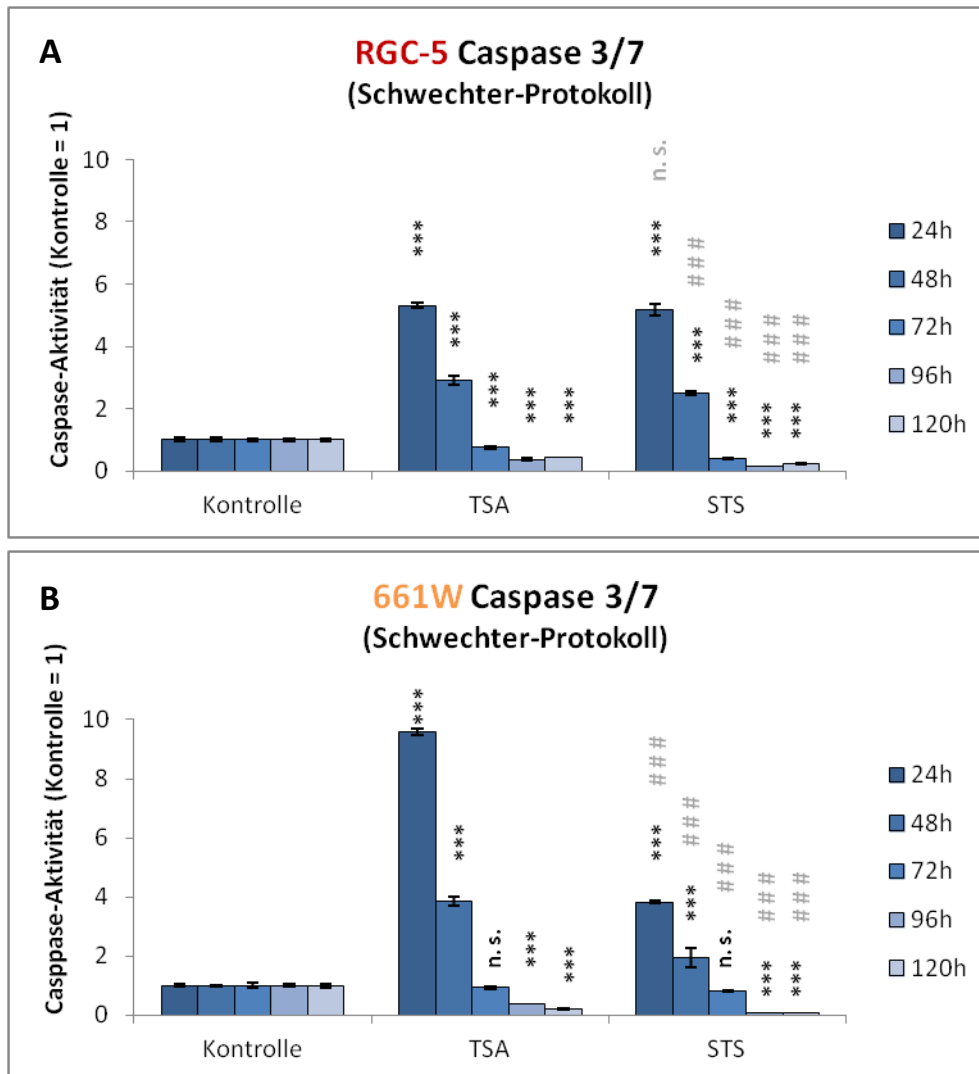 A
RGC-5 Caspase 3/7
(Schwechter-Protokoll)
Caspase-Aktivität (Kontrolle = 1)
10
8
6
4
2
0
***
***
***
***
***
n. s.
***
###
***
###
***
###
***
###
***
Kontrolle
TSA
STS
24h
48h
72h
96h
120h
B
661W Caspase 3/7
(Schwechter-Protokoll)
Casppase-Aktivität (Kontrolle = 1)
10
8
6
4
2
0
***
***
n. s.
***
***
###
***
###
***
###
n. s.
###
***
###
***
Kontrolle
TSA
STS
24h
48h
72h
96h
120h